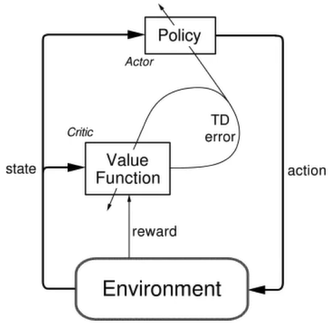 Policy
Actor
TD
error
Critic
Value
Function
state
action
reward
Environment